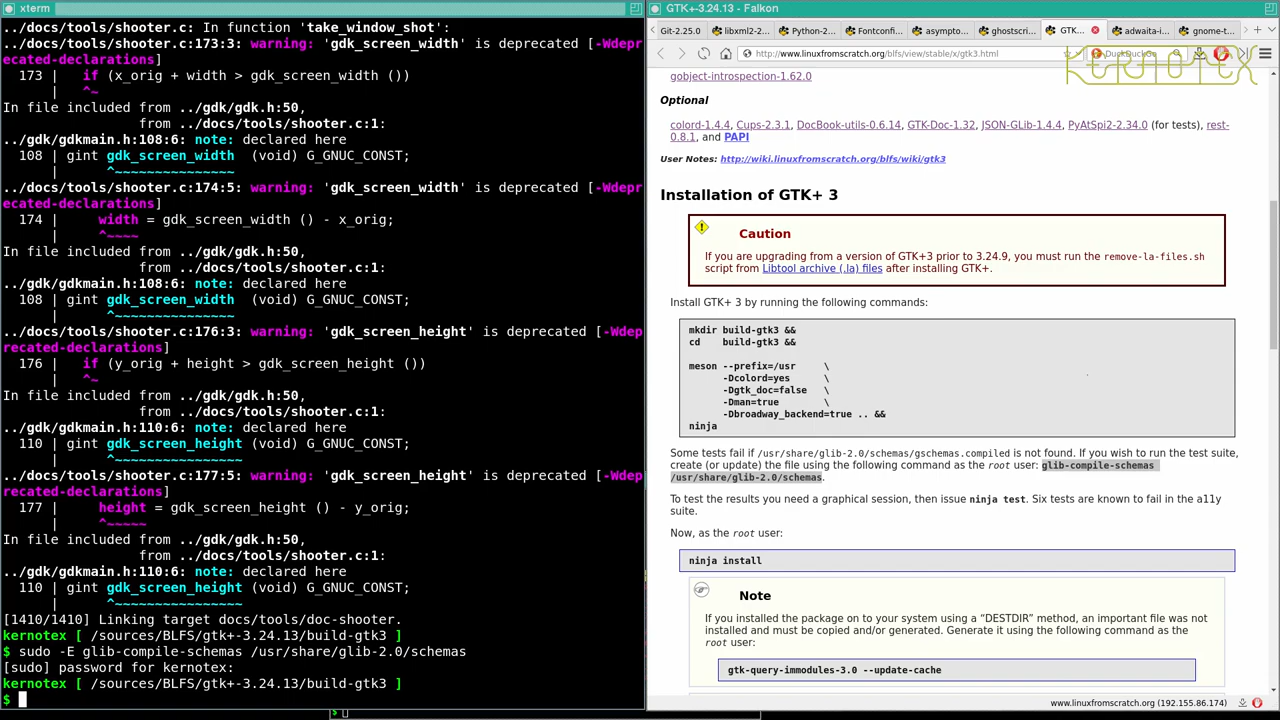 xterm
../docs/tools/shooter.c: In function 'take_window_shot':
../docs/tools/shooter.c:173:3: warning: 'gdk_screen_width' is deprecated [-Wdepr
ecated-declarations]
173 | if (x_orig + width > gdk_screen_width ())
| ^~
In file included from ../gdk/gdk.h:50,
from ../docs/tools/shooter.c:1:
../gdk/gdkmain.h:108:6: note: declared here
108 | gint gdk_screen_width (void) G_GNUC_CONST;
| ^~~~~~~~~~~~~~~~
../docs/tools/shooter.c:174:5: warning: 'gdk_screen_width' is deprecated [-Wdepr
ecated-declarations]
174 | width = gdk_screen_width () - x_orig;
| ^~~~~
In file included from ../gdk/gdk.h:50,
from ../docs/tools/shooter.c:1:
../gdk/gdkmain.h:108:6: note: declared here
108 | gint gdk_screen_width (void) G_GNUC_CONST;
| ^~~~~~~~~~~~~~~~
../docs/tools/shooter.c:176:3: warning: 'gdk_screen_height' is deprecated [-Wdep
recated-declarations]
176 | if (y_orig + height > gdk_screen_height ())
| ^~
In file included from ../gdk/gdk.h:50,
from ../docs/tools/shooter.c:1:
../gdk/gdkmain.h:110:6: note: declared here
110 | gint gdk_screen_height (void) G_GNUC_CONST;
| ^~~~~~~~~~~~~~~~~
../docs/tools/shooter.c:177:5: warning: 'gdk_screen_height' is deprecated [-Wdep
recated-declarations]
177 | height = gdk_screen_height () - y_orig;
| ^~~~~~
In file included from ../gdk/gdk.h:50,
from ../docs/tools/shooter.c:1:
../gdk/gdkmain.h:110:6: note: declared here
110 | gint gdk_screen_height (void) G_GNUC_CONST;
| ^~~~~~~~~~~~~~~~~
[1410/1410] Linking target docs/tools/doc-shooter.
kernotex [ /sources/BLFS/gtk+-3.24.13/build-gtk3 ]
$ sudo -E glib-compile-schemas /usr/share/glib-2.0/schemas
[sudo] password for kernotex:
kernotex [ /sources/BLFS/gtk+-3.24.13/build-gtk3 ]
$
GTK+-3.24.13 - Falkon
Git-2.25.0 libxml2-... Python-2... Fontconfi... asympto... ghostscri... GTK... adwaita-i... gnome-t...
http://www.linuxfromscratch.org/blfs/view/stable/x/gtk3.html DuckDuckGo
KERNOTEX
gobject-introspection-1.62.0
Optional
colord-1.4.4, Cups-2.3.1, DocBook-utils-0.6.14, GTK-Doc-1.32, JSON-GLib-1.4.4, PyAtSpi2-2.34.0 (for tests), rest-
0.8.1, and PAPI
User Notes: http://wiki.linuxfromscratch.org/blfs/wiki/gtk3
Installation of GTK+ 3
Caution
If you are upgrading from a version of GTK+3 prior to 3.24.9, you must run the remove-la-files.sh
script from Libtool archive (.la) files after installing GTK+.
Install GTK+ 3 by running the following commands:
mkdir build-gtk3 &&
cd build-gtk3 &&
meson --prefix=/usr \
-Dcolord=yes \
-Dgtk_doc=false \
-Dman=true \
-Dbroadway_backend=true .. &&
ninja
Some tests fail if /usr/share/glib-2.0/schemas/gschemas.compiled is not found. If you wish to run the test suite,
create (or update) the file using the following command as the root user: glib-compile-schemas
/usr/share/glib-2.0/schemas.
To test the results you need a graphical session, then issue ninja test. Six tests are known to fail in the a11y
suite.
Now, as the root user:
ninja install
Note
If you installed the package on to your system using a “DESTDIR” method, an important file was not
installed and must be copied and/or generated. Generate it using the following command as the
root user:
gtk-query-immodules-3.0 --update-cache
www.linuxfromscratch.org (192.155.86.174)
$